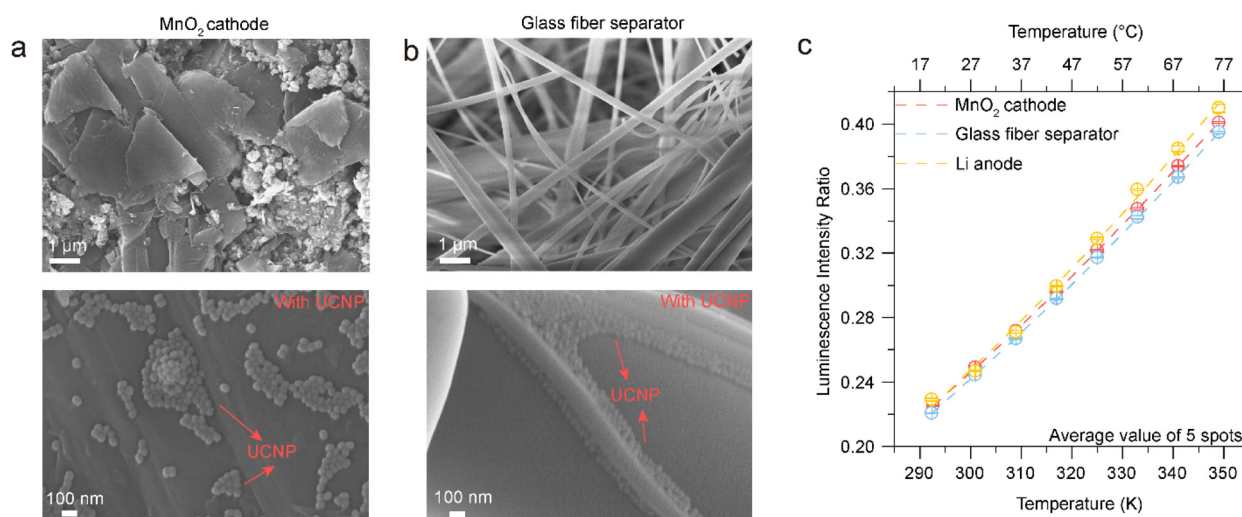 MnO₂ cathode
Glass fiber separator
a
1 μm
With UCNP
UCNP
100 nm
b
1 μm
With UCNP
UCNP
100 nm
c
Temperature (°C)
17 27 37 47 57 67 77
MnO₂ cathode
Glass fiber separator
Li anode
Luminescence Intensity Ratio
0.40
0.36
0.32
0.28
0.24
0.20
Average value of 5 spots
290 300 310 320 330 340 350
Temperature (K)